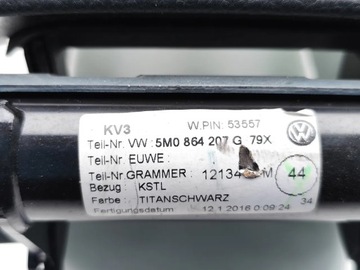 KV3 W.PIN: 53557
Teil-Nr. VW: 5M0 864 207 G 79X
Teil-Nr. EUWE :
Teil-Nr. GRAMMER : M 44
Bezug : KSTL
Farbe : TITANSCHWARZ
Fertigungsdatum: 12.1.2016 0:09:24 34